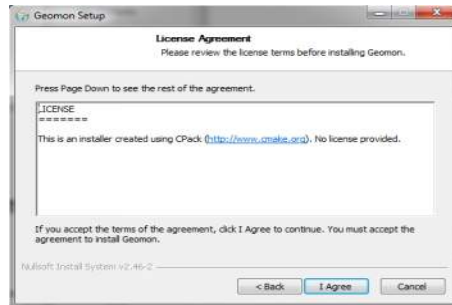 Geomon Setup
License Agreement
Please review the license terms before installing Geomon.
Press Page Down to see the rest of the agreement.
LICENSE
=======
This is an installer created using CPack (http://www.cmake.org). No license provided.
If you accept the terms of the agreement, click I Agree to continue. You must accept the
agreement to install Geomon.
Nullsoft Install System v2.46-2
< Back   I Agree   Cancel